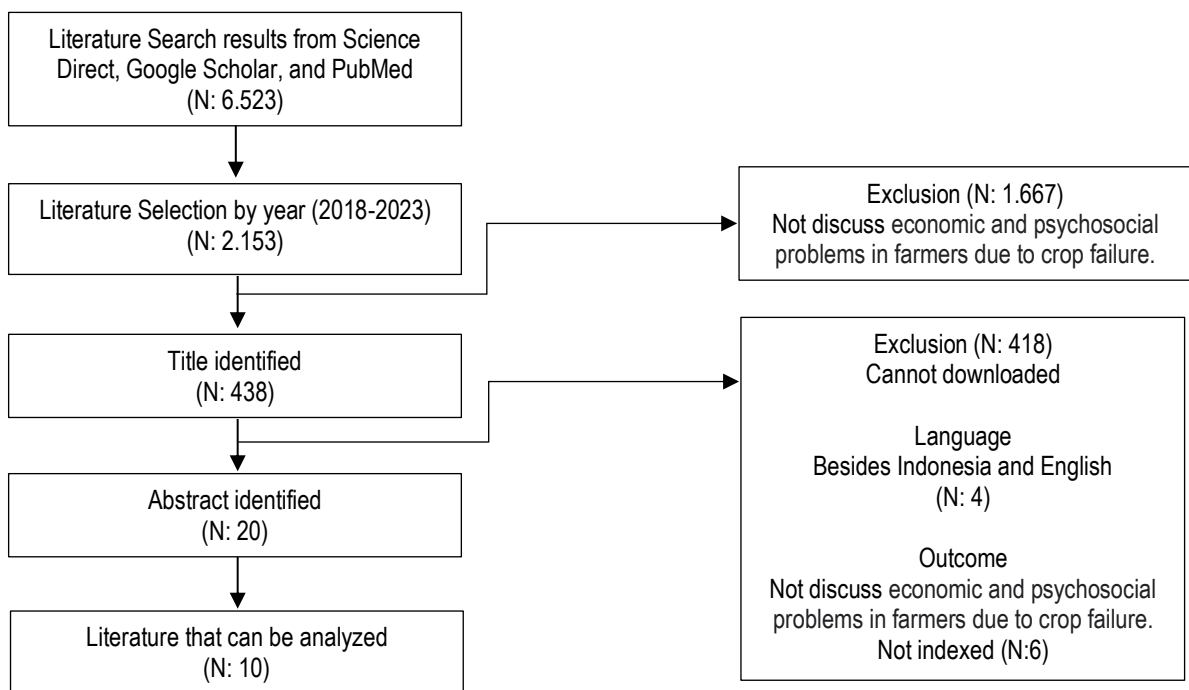 Literature Search results from Science
Direct, Google Scholar, and PubMed
(N: 6.523)
Literature Selection by year (2018-2023)
(N: 2.153)
Exclusion (N: 1.667)
Not discuss economic and psychosocial
problems in farmers due to crop failure.
Title identified
(N: 438)
Exclusion (N: 418)
Cannot downloaded
Language
Besides Indonesia and English
(N: 4)
Outcome
Not discuss economic and psychosocial
problems in farmers due to crop failure.
Not indexed (N:6)
Abstract identified
(N: 20)
Literature that can be analyzed
(N: 10)